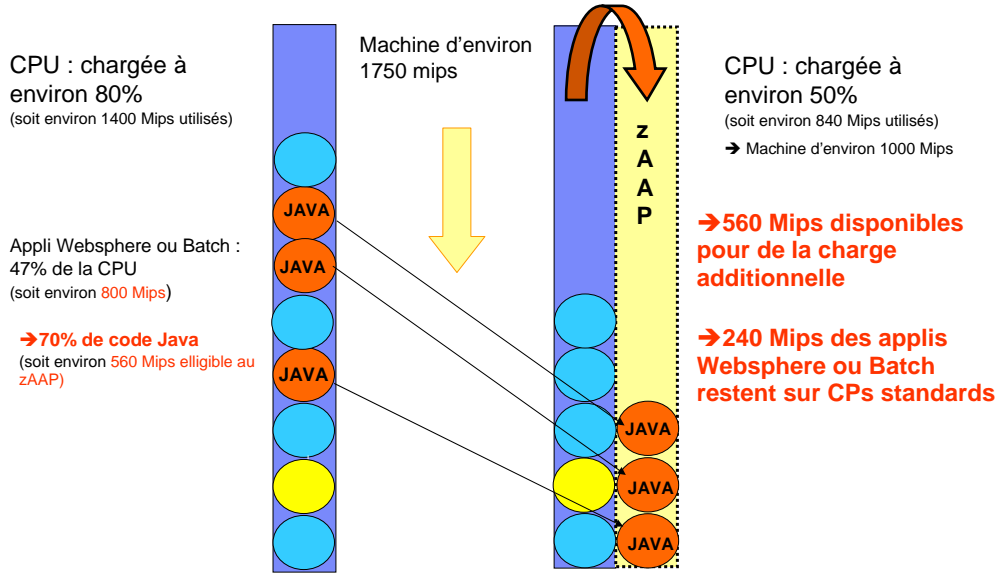 CPU : chargée à
environ 80%
(soit environ 1400 Mips utilisés)
Appli Websphere ou Batch :
47% de la CPU
(soit environ 800 Mips)
➔70% de code Java
(soit environ 560 Mips elligible au
zAAP)
JAVA
JAVA
JAVA
Machine d'environ
1750 mips
z
A
A
P
JAVA
JAVA
JAVA
CPU : chargée à
environ 50%
(soit environ 840 Mips utilisés)
➔ Machine d'environ 1000 Mips
➔560 Mips disponibles
pour de la charge
additionnelle
➔240 Mips des applis
Websphere ou Batch
restent sur CPs standards